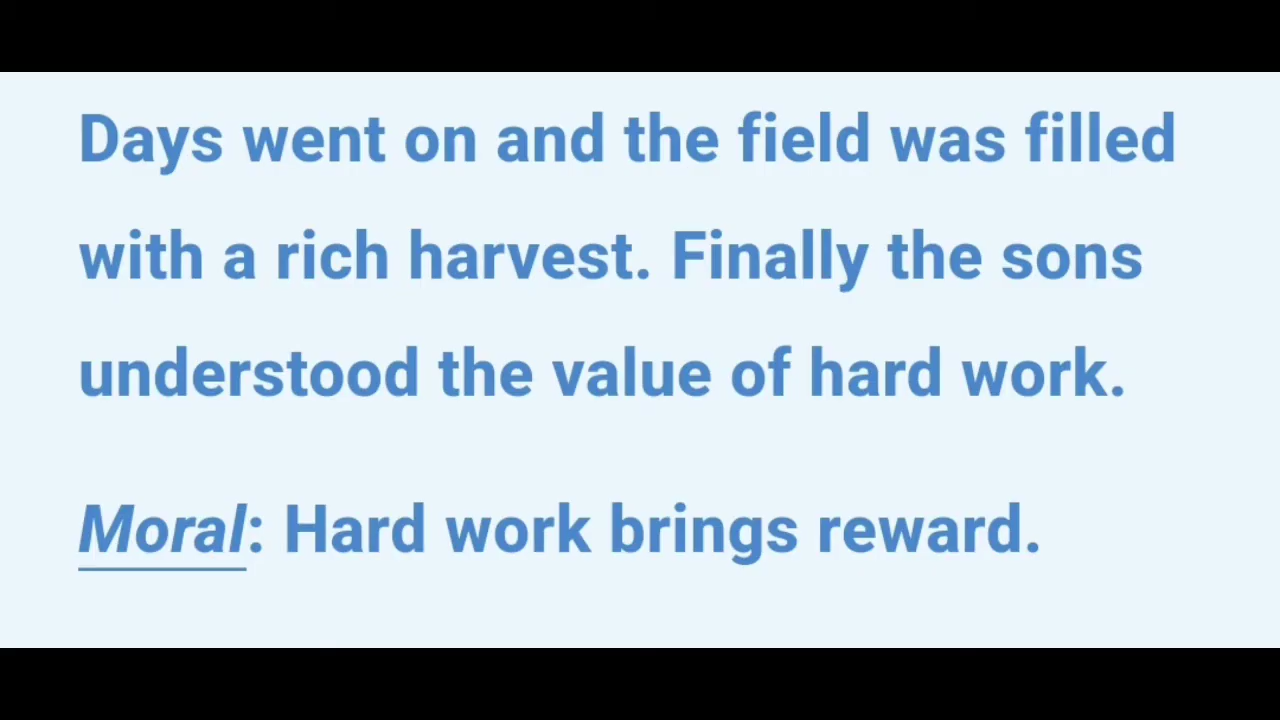 Days went on and the field was filled
with a rich harvest. Finally the sons
understood the value of hard work.
Moral: Hard work brings reward.